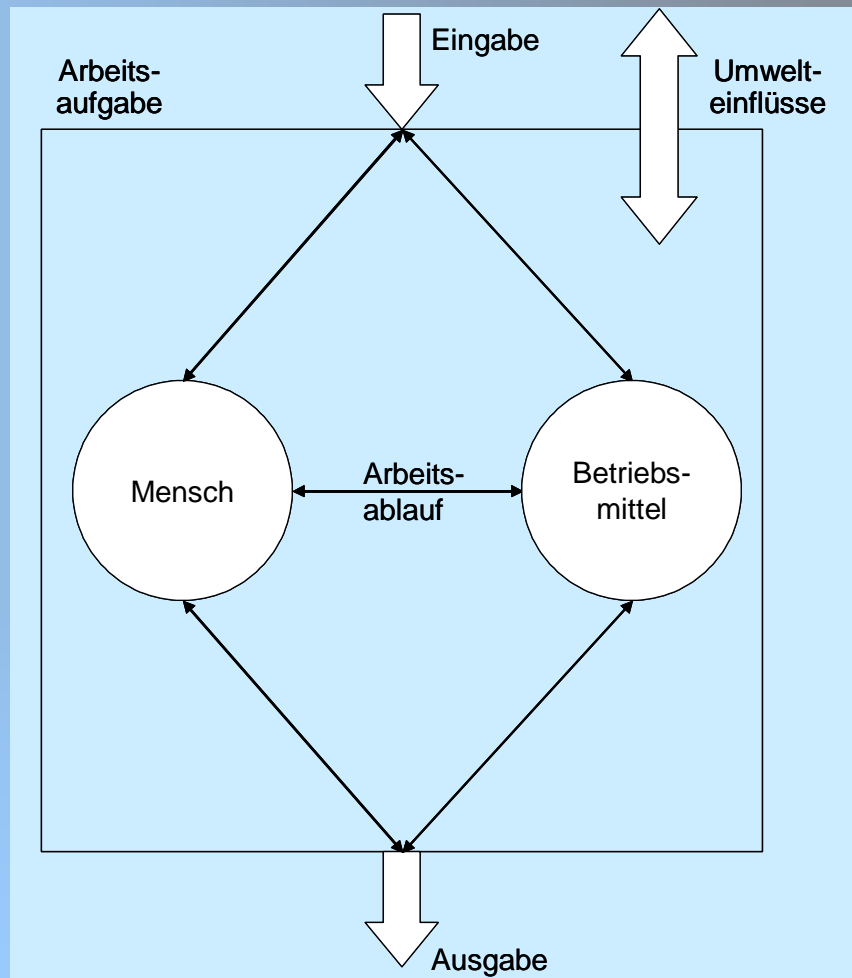 Eingabe
Arbeits-
aufgabe
Umwelt-
einflüsse
Mensch
Arbeits-
ablauf
Betriebs-
mittel
Ausgabe